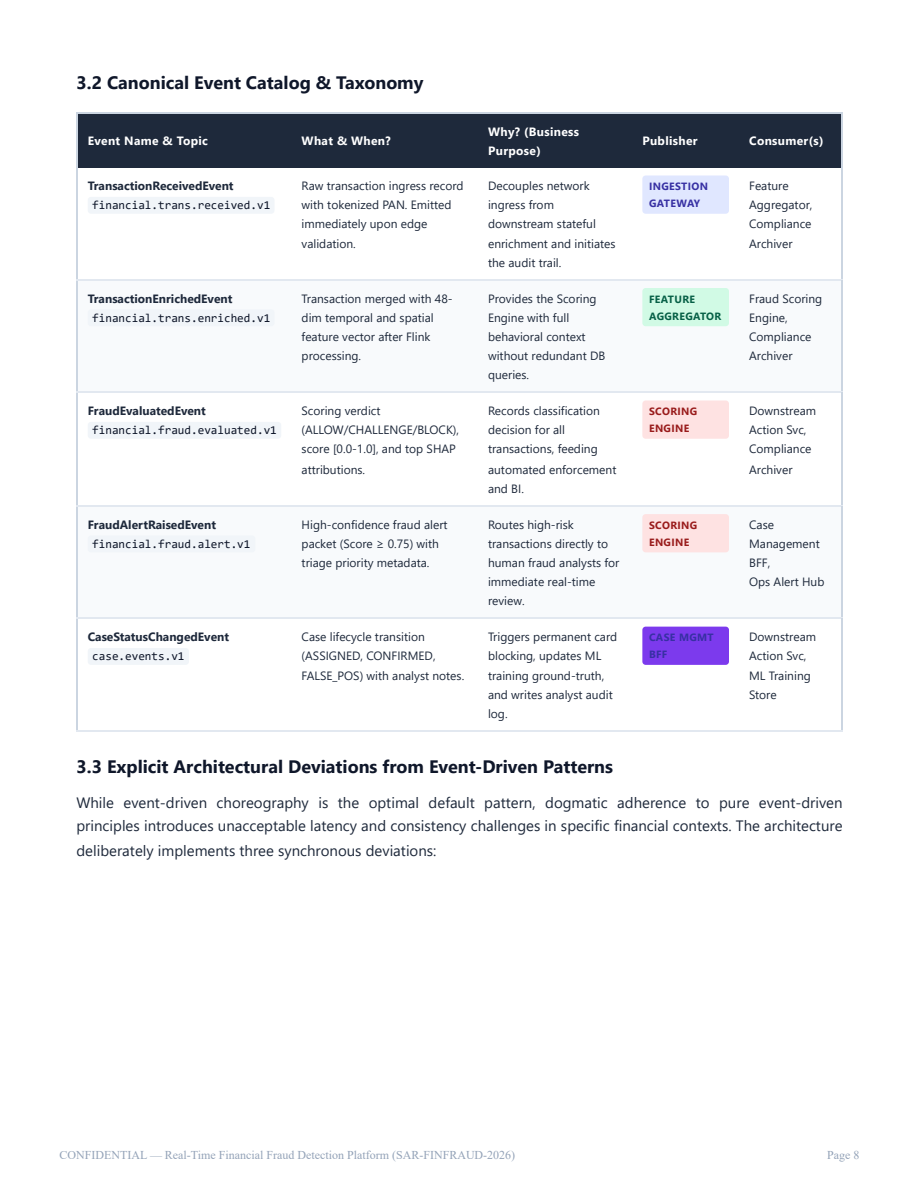 3.2 Canonical Event Catalog & Taxonomy
Event Name & Topic
What & When?
Why? (Business
Purpose)
Publisher
Consumer(s)
TransactionReceivedEvent
financial.trans.received.v1
Raw transaction ingress record
with tokenized PAN. Emitted
immediately upon edge
validation.
Decouples network
ingress from
downstream stateful
enrichment and initiates
the audit trail.
INGESTION
GATEWAY
Feature
Aggregator,
Compliance
Archiver
TransactionEnrichedEvent
financial.trans.enriched.v1
Transaction merged with 48-
dim temporal and spatial
feature vector after Flink
processing.
Provides the Scoring
Engine with full
behavioral context
without redundant DB
queries.
FEATURE
AGGREGATOR
Fraud Scoring
Engine,
Compliance
Archiver
FraudEvaluatedEvent
financial.fraud.evaluated.v1
Scoring verdict
(ALLOW/CHALLENGE/BLOCK),
score [0.0-1.0], and top SHAP
attributions.
Records classification
decision for all
transactions, feeding
automated enforcement
and BI.
SCORING
ENGINE
Downstream
Action Svc,
Compliance
Archiver
FraudAlertRaisedEvent
financial.fraud.alert.v1
High-confidence fraud alert
packet (Score ≥ 0.75) with
triage priority metadata.
Routes high-risk
transactions directly to
human fraud analysts for
immediate real-time
review.
SCORING
ENGINE
Case
Management
BFF,
Ops Alert Hub
CaseStatusChangedEvent
case.events.v1
Case lifecycle transition
(ASSIGNED, CONFIRMED,
FALSE_POS) with analyst notes.
Triggers permanent card
blocking, updates ML
training ground-truth,
and writes analyst audit
log.
CASE MGMT
BFF
Downstream
Action Svc,
ML Training
Store
3.3 Explicit Architectural Deviations from Event-Driven Patterns
While event-driven choreography is the optimal default pattern, dogmatic adherence to pure event-driven
principles introduces unacceptable latency and consistency challenges in specific financial contexts. The architecture
deliberately implements three synchronous deviations:
CONFIDENTIAL — Real-Time Financial Fraud Detection Platform (SAR-FINFRAUD-2026)
Page 8